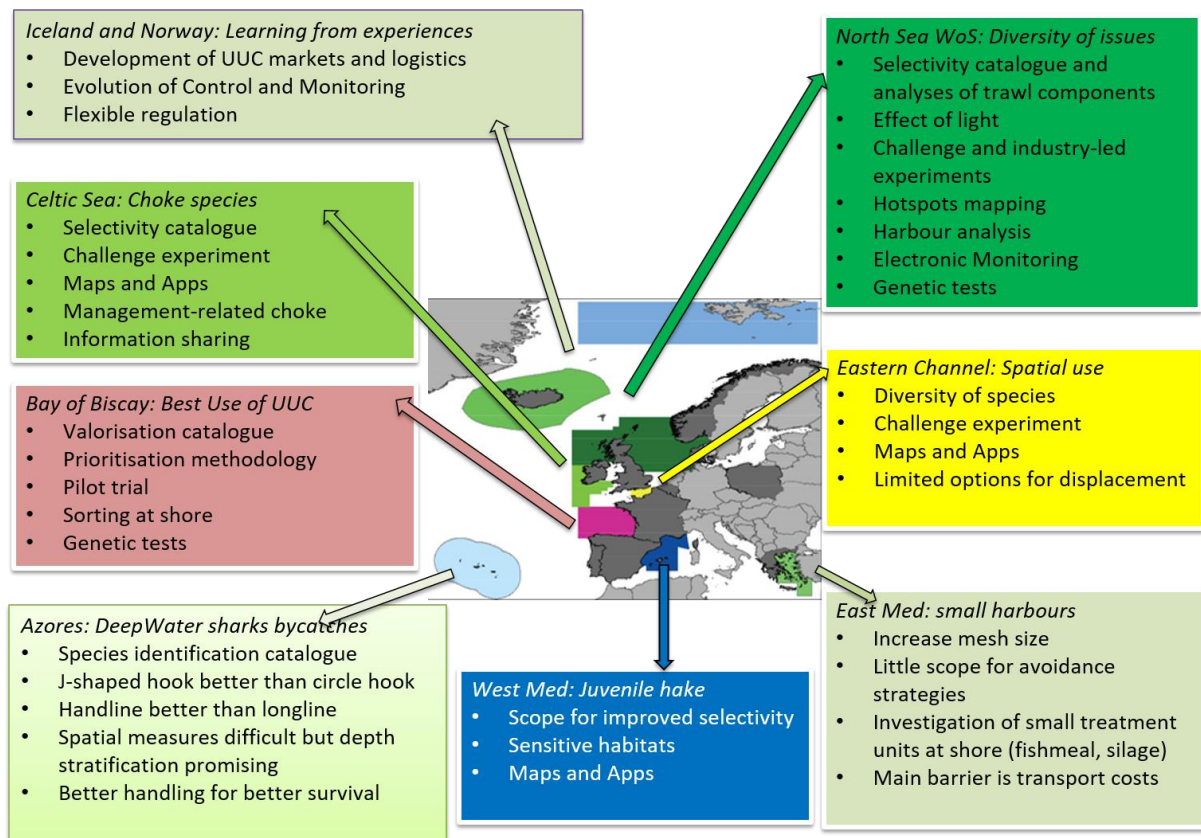 Iceland and Norway: Learning from experiences
• Development of UUC markets and logistics
• Evolution of Control and Monitoring
• Flexible regulation
North Sea WoS: Diversity of issues
• Selectivity catalogue and
analyses of trawl components
• Effect of light
• Challenge and industry-led
experiments
• Hotspots mapping
• Harbour analysis
• Electronic Monitoring
• Genetic tests
Celtic Sea: Choke species
• Selectivity catalogue
• Challenge experiment
• Maps and Apps
• Management-related choke
• Information sharing
Eastern Channel: Spatial use
• Diversity of species
• Challenge experiment
• Maps and Apps
• Limited options for displacement
Bay of Biscay: Best Use of UUC
• Valorisation catalogue
• Prioritisation methodology
• Pilot trial
• Sorting at shore
• Genetic tests
Azores: DeepWater sharks bycatches
• Species identification catalogue
• J-shaped hook better than circle hook
• Handline better than longline
• Spatial measures difficult but depth
stratification promising
• Better handling for better survival
West Med: Juvenile hake
• Scope for improved selectivity
• Sensitive habitats
• Maps and Apps
East Med: small harbours
• Increase mesh size
• Little scope for avoidance
strategies
• Investigation of small treatment
units at shore (fishmeal, silage)
• Main barrier is transport costs